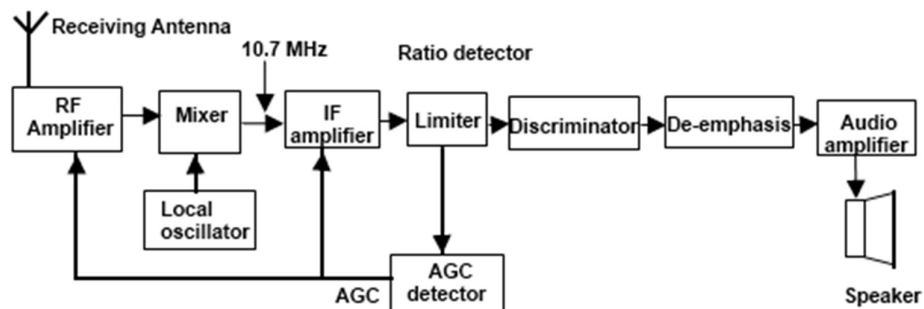 Receiving Antenna
10.7 MHz
Ratio detector
RF
Amplifier
Mixer
IF
amplifier
Limiter
Discriminator
De-emphasis
Audio
amplifier
Local
oscillator
AGC
AGC
detector
Speaker